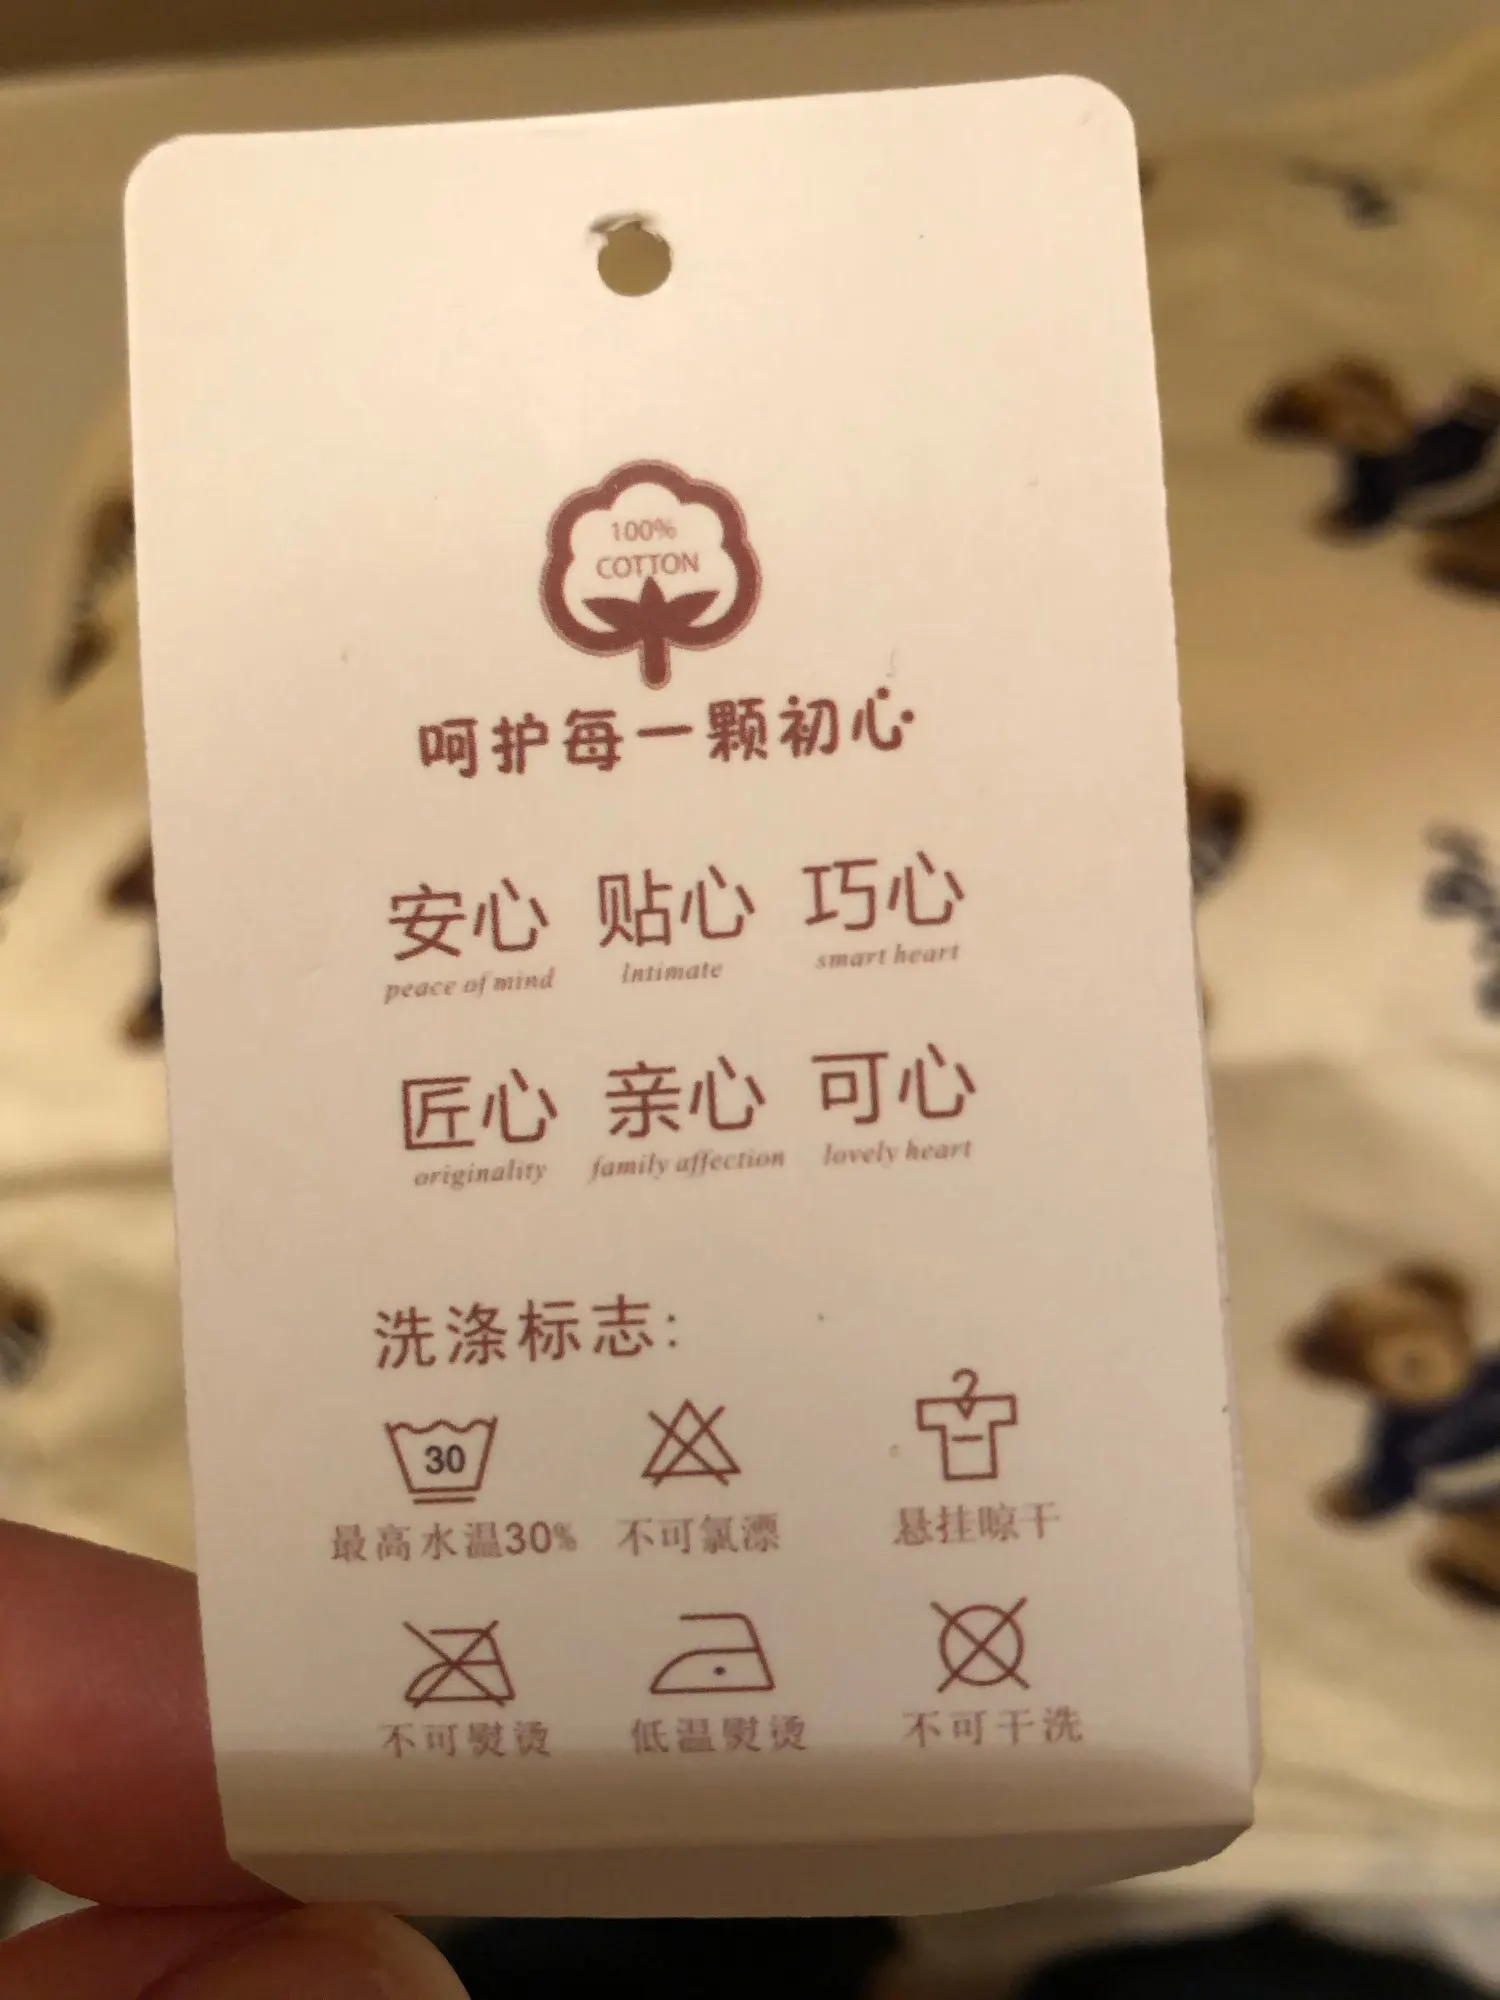 100%
COTTON
呵护每一颗初心
安心 贴心 巧心
peace of mind Intimate smart heart
匠心 亲心 可心
originality family affection lovely heart
洗涤标志:
30
最高水温30% 不可氯漂 悬挂晾干
不可熨烫 低温熨烫 不可干洗